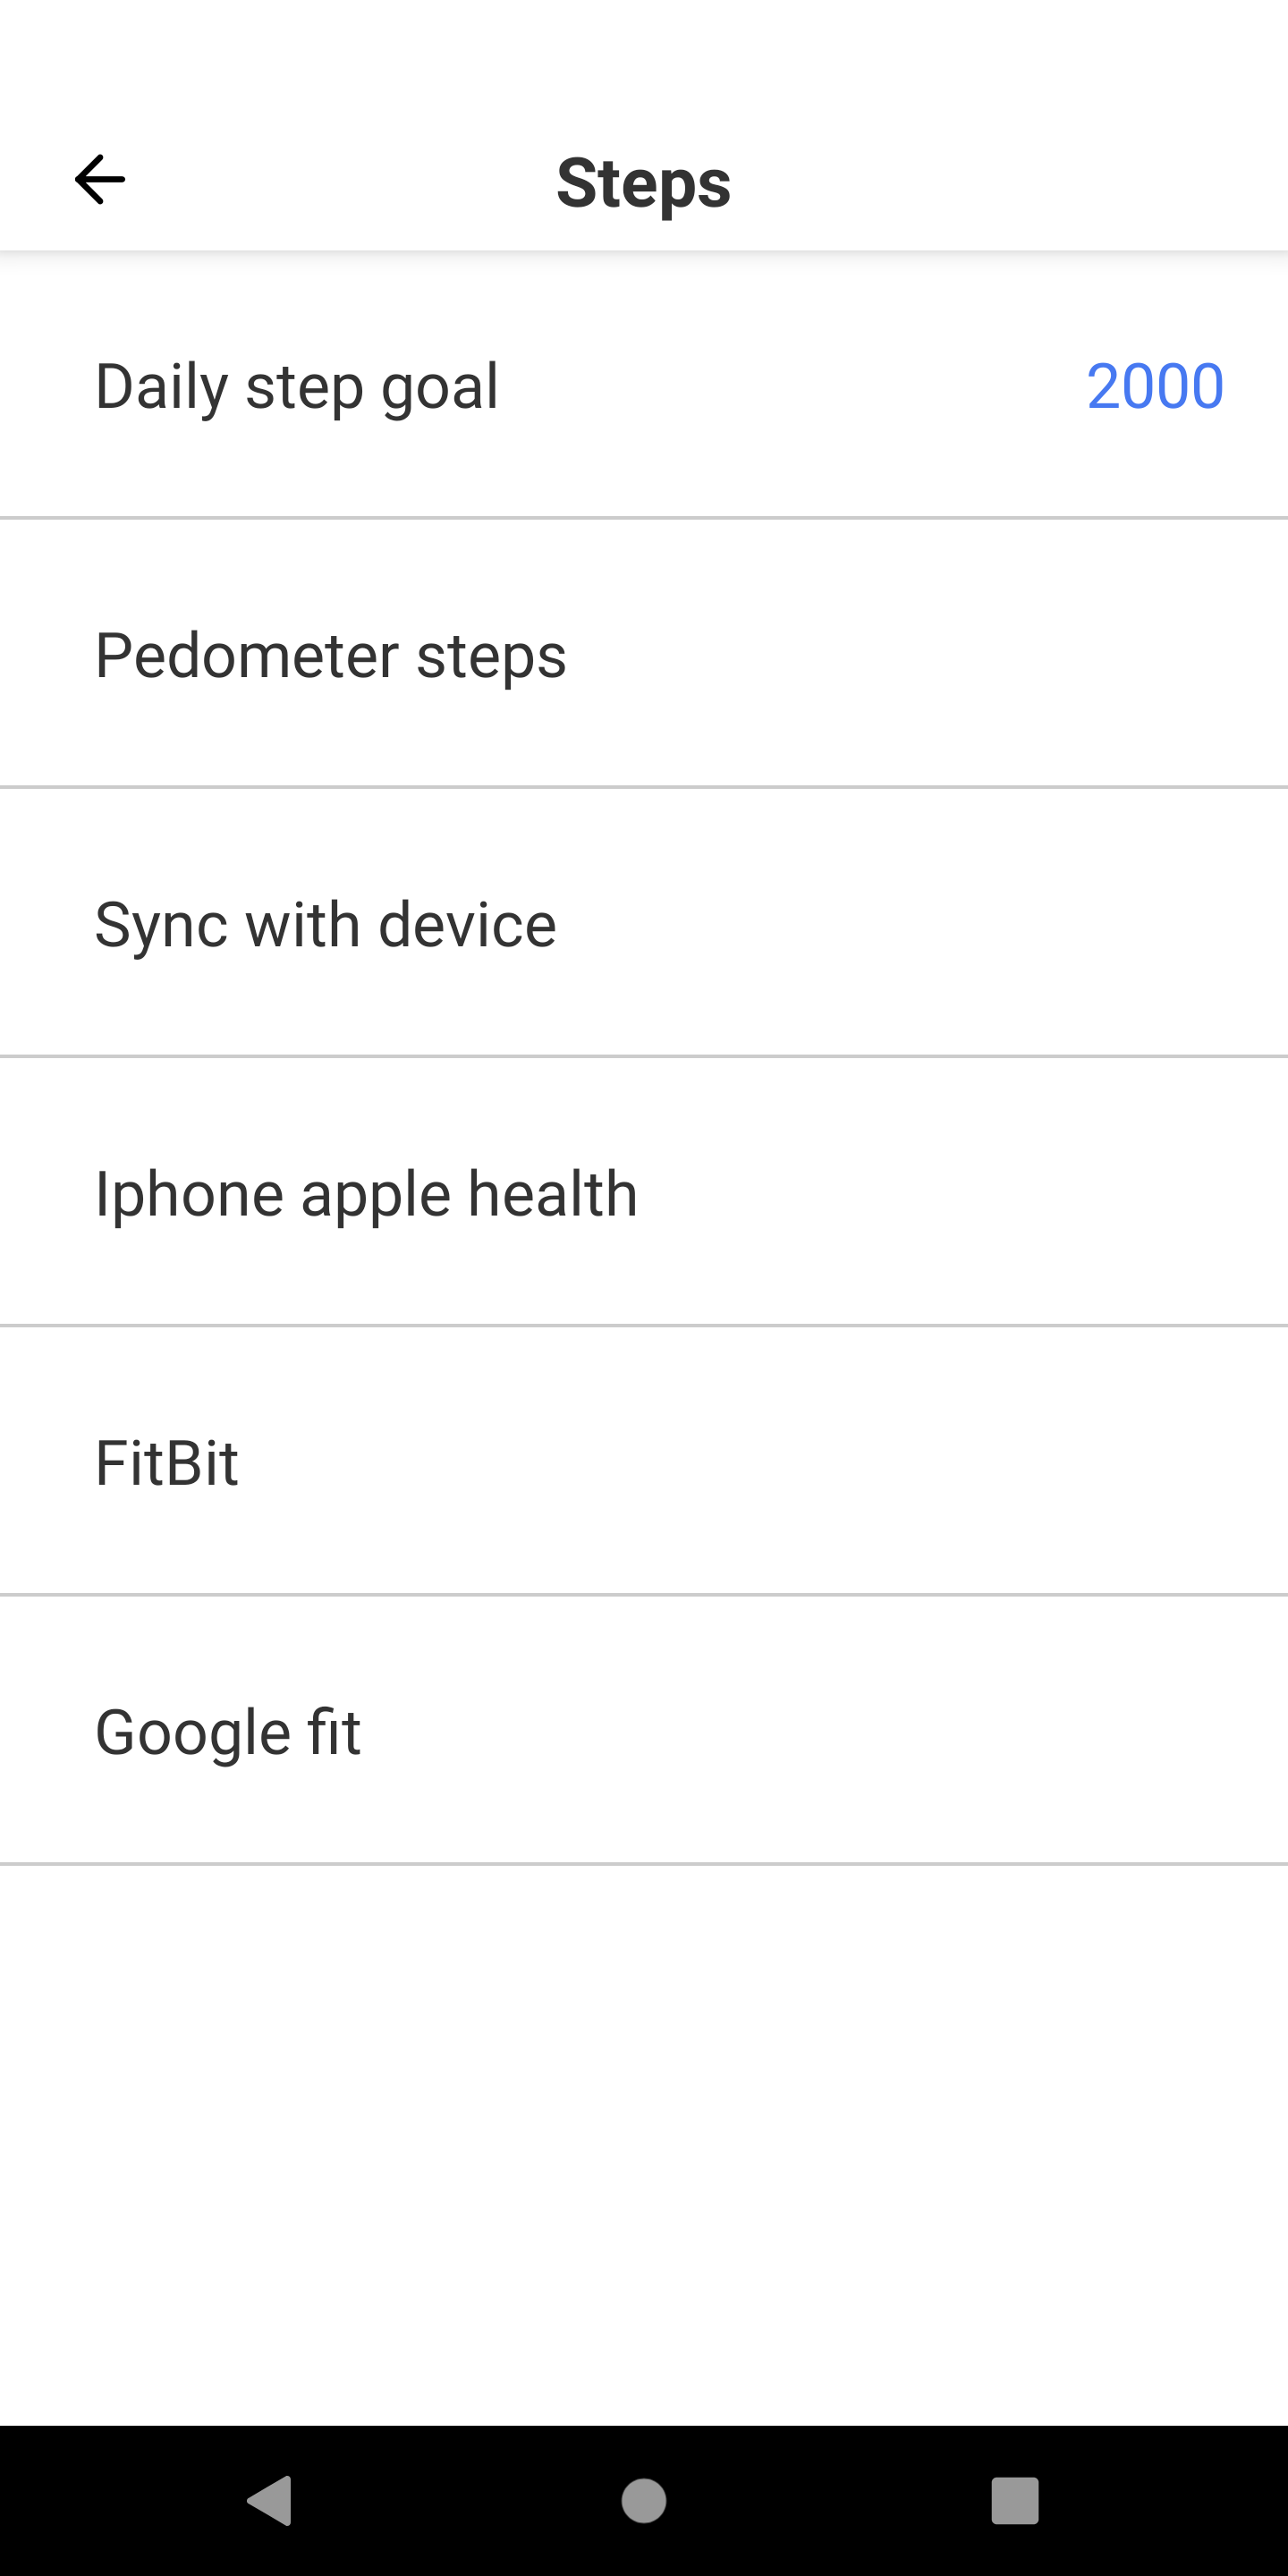 Steps
Daily step goal 2000
Pedometer steps
Sync with device
Iphone apple health
FitBit
Google fit